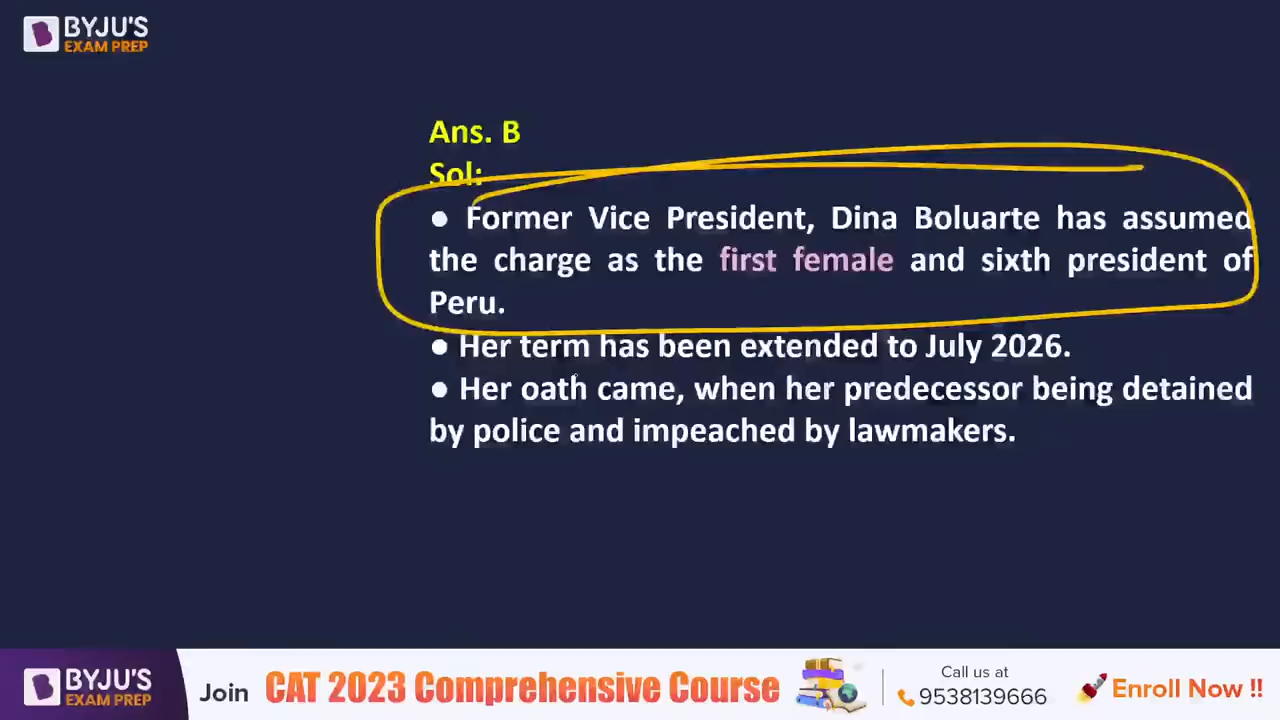 BYJU'S
EXAM PREP
Ans. B
Sol:
● Former Vice President, Dina Boluarte has assumed
the charge as the first female and sixth president of
Peru.
● Her term has been extended to July 2026.
● Her oath came, when her predecessor being detained
by police and impeached by lawmakers.
BYJU'S
EXAM PREP
Join CAT 2023 Comprehensive Course
Call us at
9538139666
Enroll Now !!